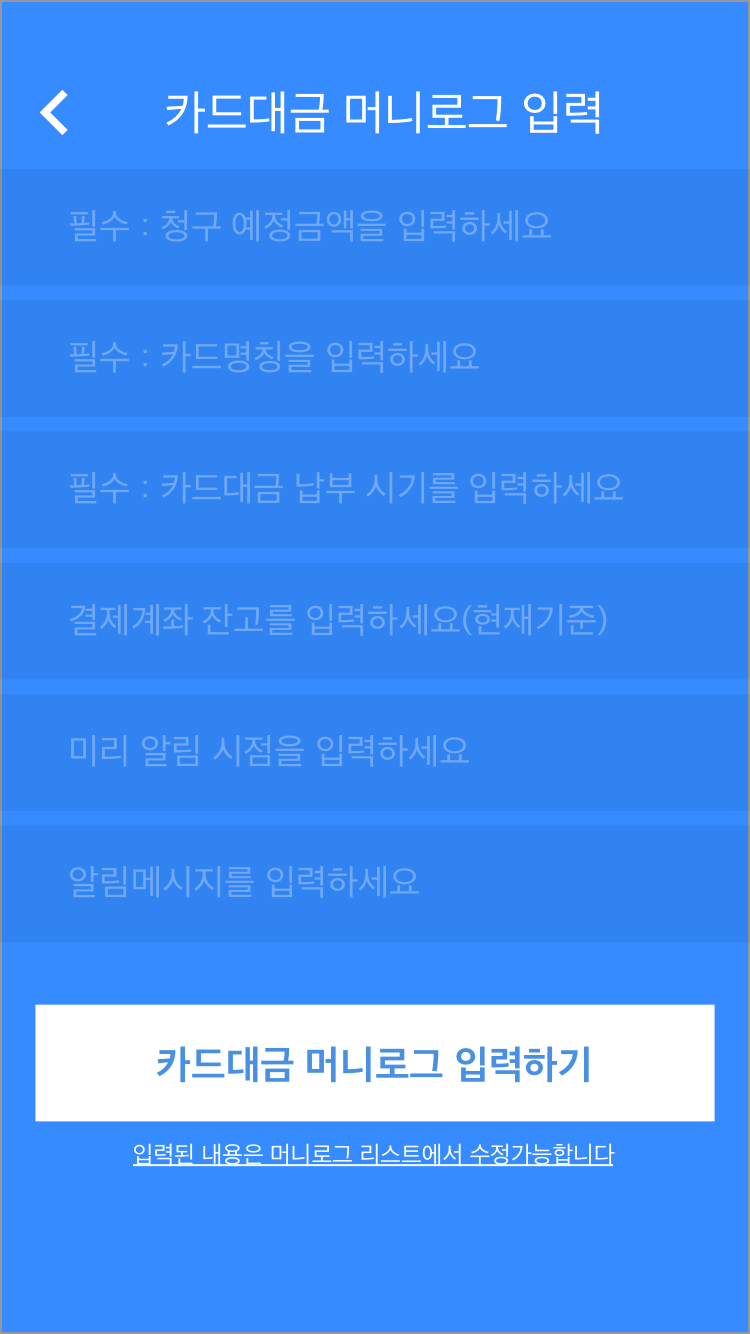 카드대금 머니로그 입력
필수 : 청구 예정금액을 입력하세요
필수 : 카드명칭을 입력하세요
필수 : 카드대금 납부 시기를 입력하세요
결제계좌 잔고를 입력하세요(현재기준)
미리 알림 시점을 입력하세요
알림메시지를 입력하세요
카드대금 머니로그 입력하기
입력된 내용은 머니로그 리스트에서 수정가능합니다